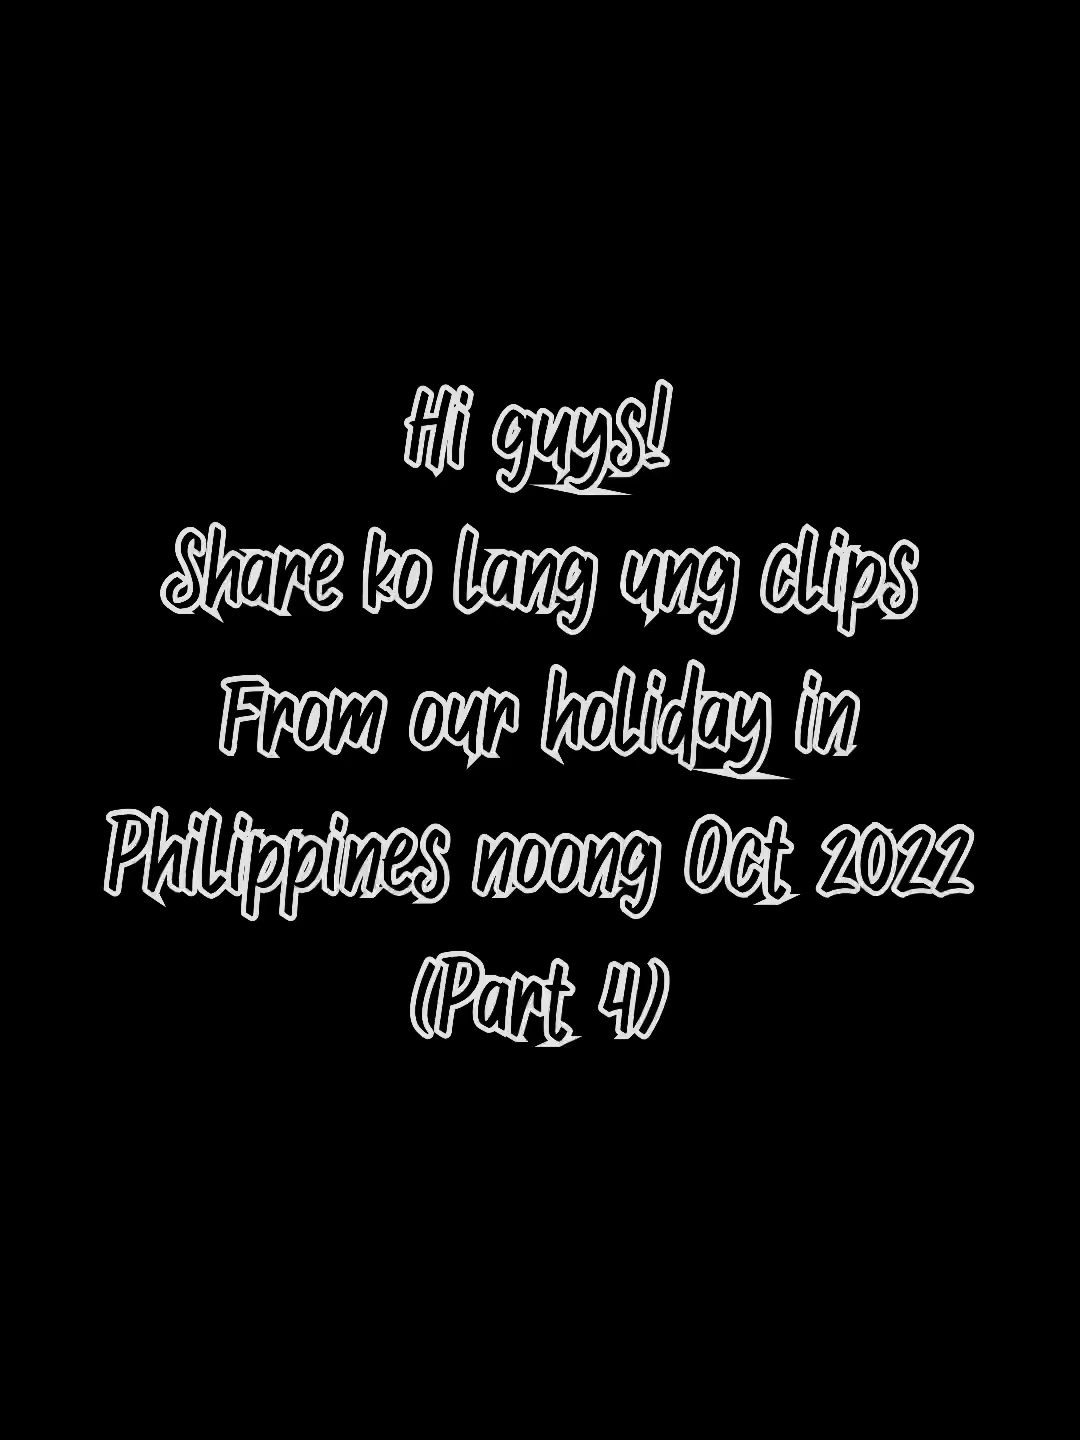 Hi guys!
Share ko lang ung clips
From our holiday in
Philippines noong Oct 2022
(Part 4)